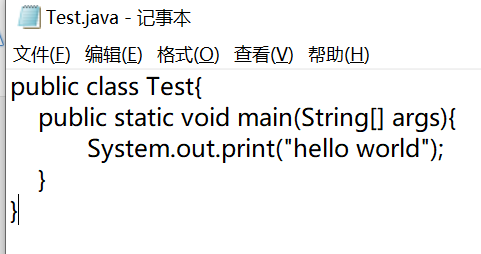 Test.java - 记事本
文件(F) 编辑(E) 格式(O) 查看(V) 帮助(H)
public class Test{
    public static void main(String[] args){
        System.out.print("hello world");
    }
}